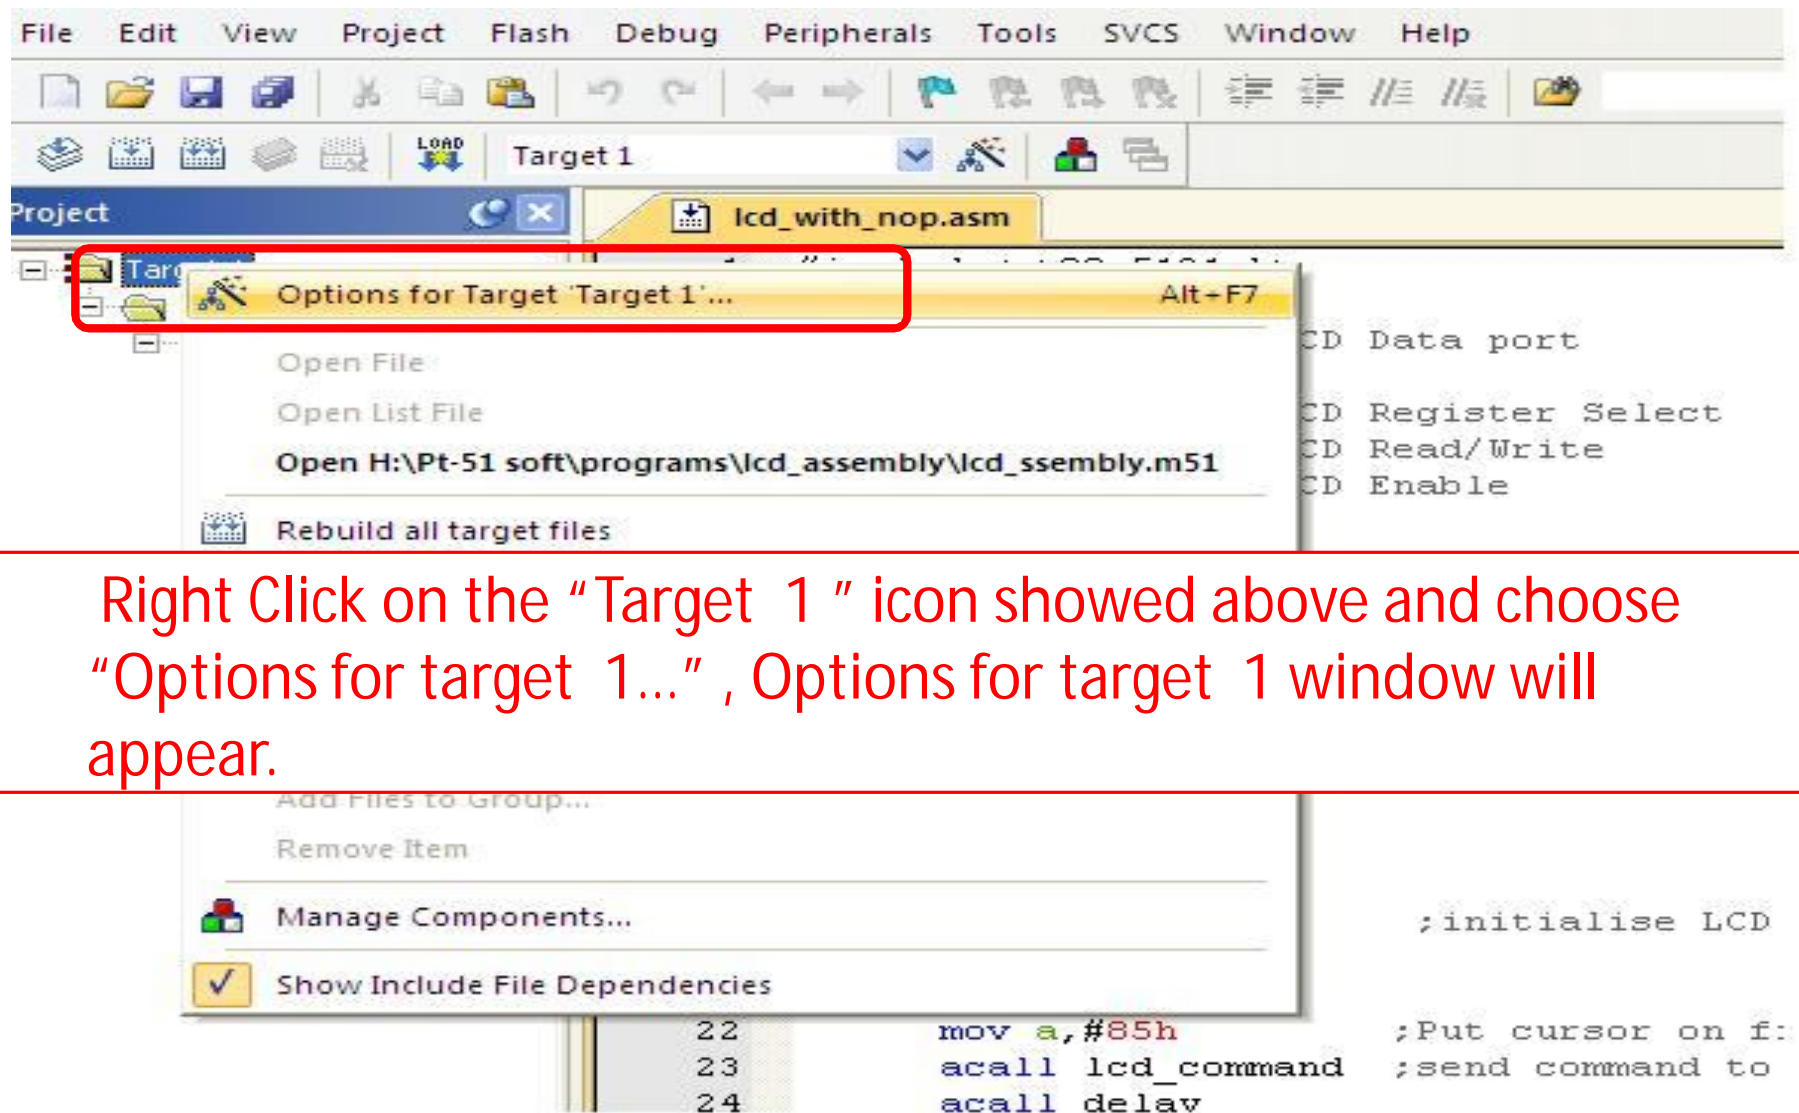 File Edit View Project Flash Debug Peripherals Tools SVCS Window Help
LOAD Target 1
Project
lcd_with_nop.asm
Options for Target 'Target 1'... Alt+F7
CD Data port
Open File
Open List File
CD Register Select
CD Read/Write
Open H:\Pt-51 soft\programs\lcd_assembly\lcd_ssembly.m51
CD Enable
Rebuild all target files
Right Click on the “Target 1” icon showed above and choose
“Options for target 1...” , Options for target 1 window will
appear.
Add Files to Group...
Remove Item
Manage Components...
;initialise LCD
Show Include File Dependencies
22 mov a,#85h ;Put cursor on f:
23 acall lcd_command ;send command to
24 acall delay